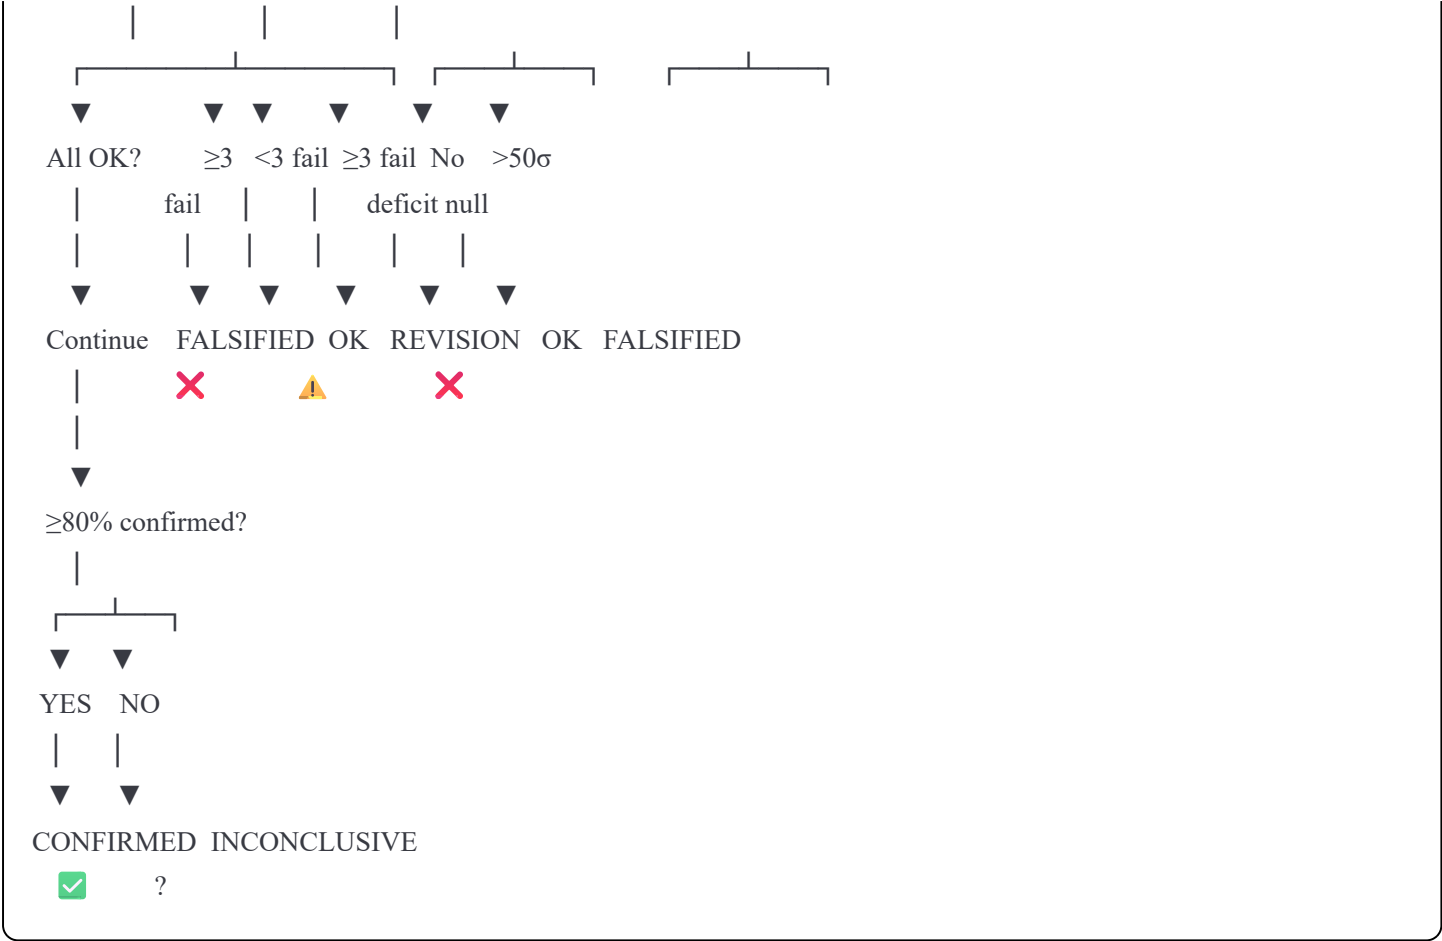 All OK? ≥3 <3 fail ≥3 fail No >50σ
fail deficit null
Continue FALSIFIED OK REVISION OK FALSIFIED
≥80% confirmed?
YES NO
CONFIRMED INCONCLUSIVE
?